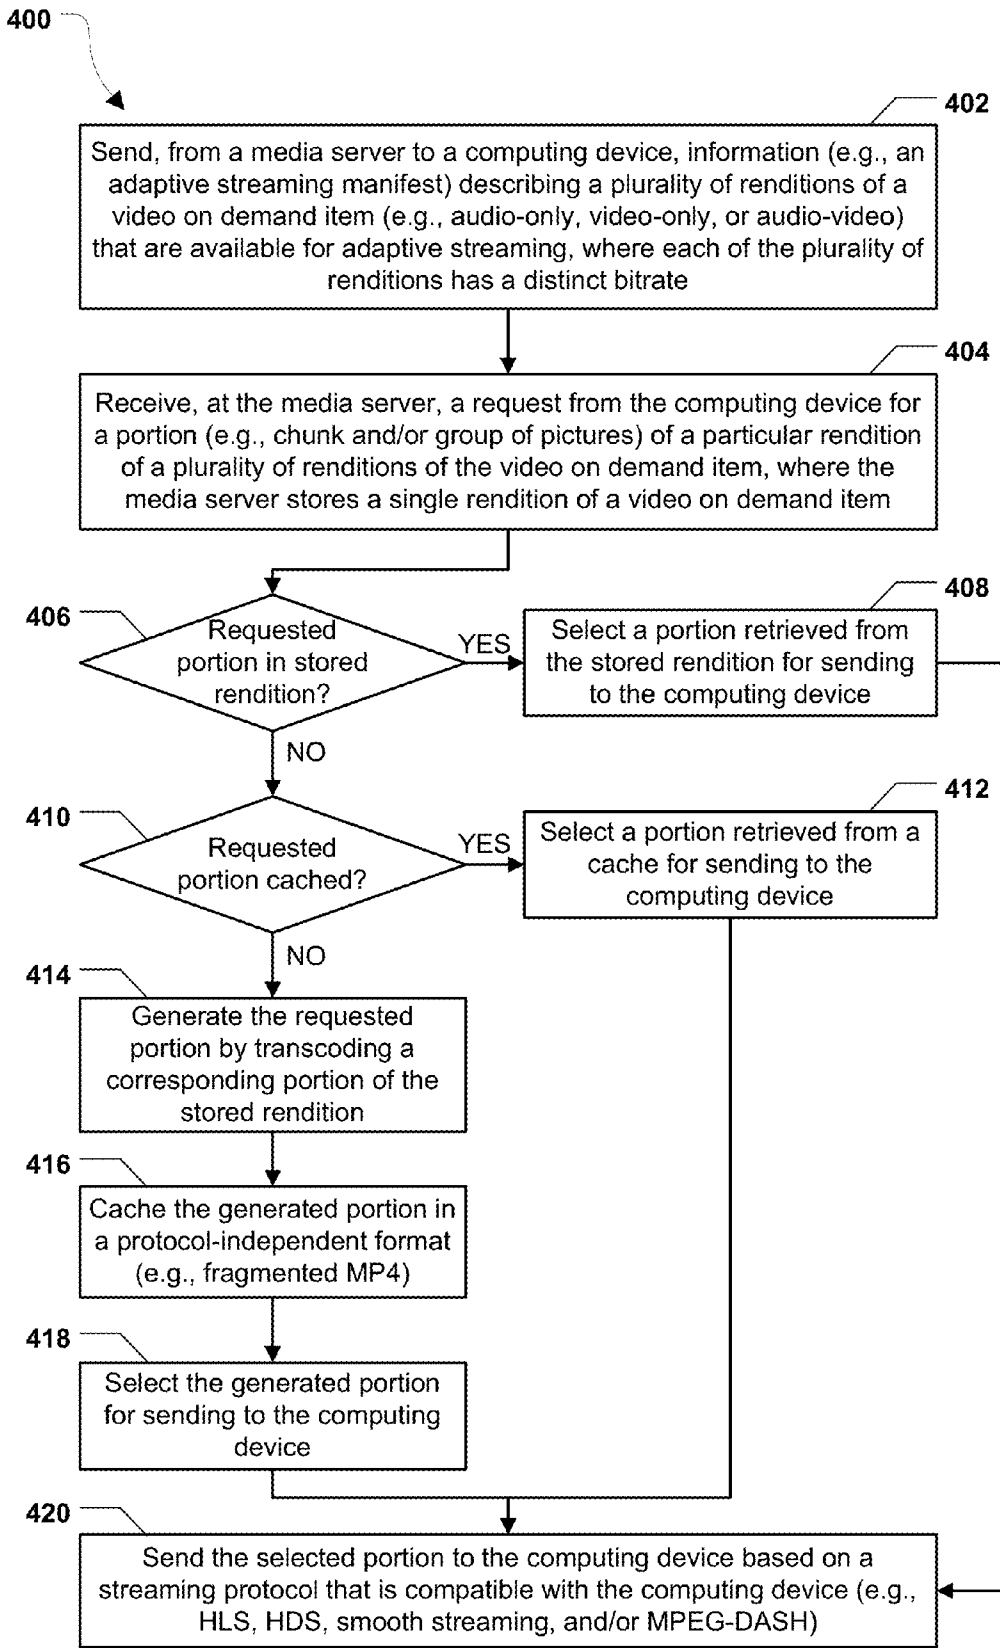 400
402
Send, from a media server to a computing device, information (e.g., an
adaptive streaming manifest) describing a plurality of renditions of a
video on demand item (e.g., audio-only, video-only, or audio-video)
that are available for adaptive streaming, where each of the plurality of
renditions has a distinct bitrate
404
Receive, at the media server, a request from the computing device for
a portion (e.g., chunk and/or group of pictures) of a particular rendition
of a plurality of renditions of the video on demand item, where the
media server stores a single rendition of a video on demand item
406
Requested
portion in stored
rendition?
YES
NO
408
Select a portion retrieved from
the stored rendition for sending
to the computing device
410
Requested
portion cached?
YES
NO
412
Select a portion retrieved from a
cache for sending to the
computing device
414
Generate the requested
portion by transcoding a
corresponding portion of the
stored rendition
416
Cache the generated portion in
a protocol-independent format
(e.g., fragmented MP4)
418
Select the generated portion
for sending to the computing
device
420
Send the selected portion to the computing device based on a
streaming protocol that is compatible with the computing device (e.g.,
HLS, HDS, smooth streaming, and/or MPEG-DASH)